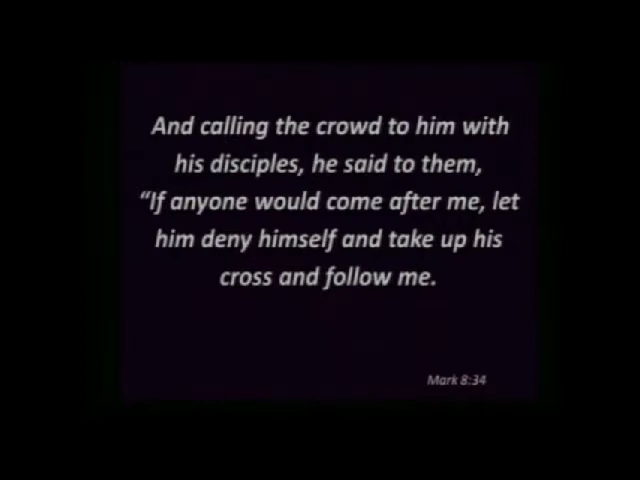 And calling the crowd to him with
his disciples, he said to them,
“If anyone would come after me, let
him deny himself and take up his
cross and follow me.
Mark 8:34